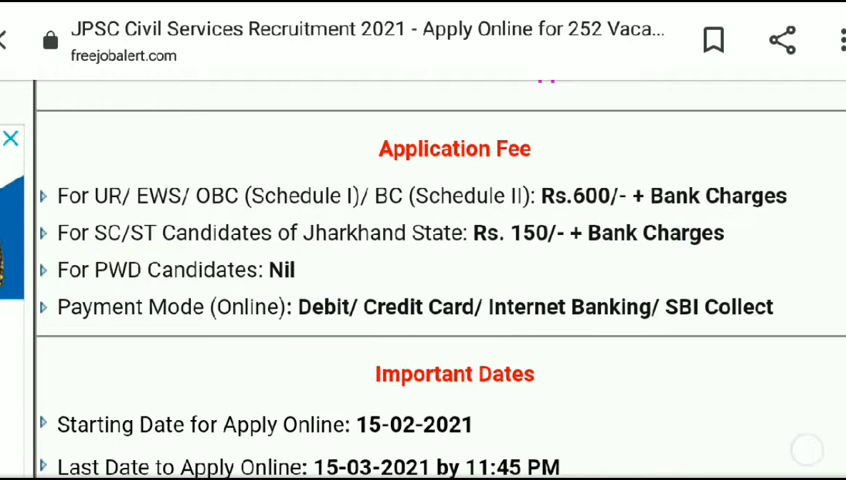 JPSC Civil Services Recruitment 2021 - Apply Online for 252 Vaca...
freejobalert.com
Application Fee
For UR/ EWS/ OBC (Schedule I)/ BC (Schedule II): Rs.600/- + Bank Charges
For SC/ST Candidates of Jharkhand State: Rs. 150/- + Bank Charges
For PWD Candidates: Nil
Payment Mode (Online): Debit/ Credit Card/ Internet Banking/ SBI Collect
Important Dates
Starting Date for Apply Online: 15-02-2021
Last Date to Apply Online: 15-03-2021 by 11:45 PM